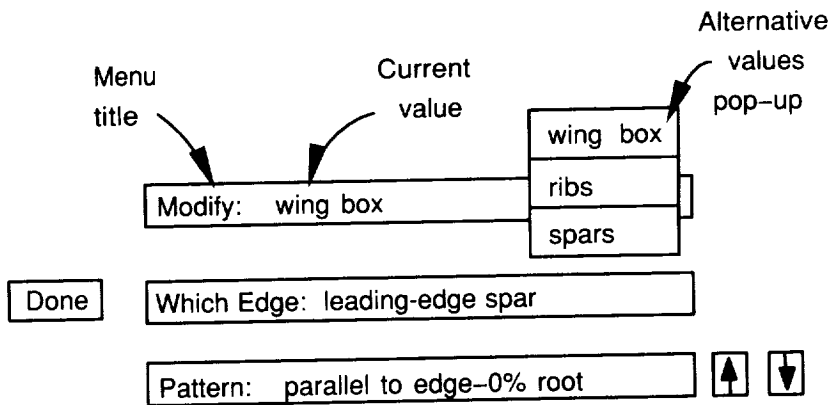 Menu
title
Current
value
Alternative
values
pop-up
wing box
ribs
spars
Modify: wing box
Done
Which Edge: leading-edge spar
Pattern: parallel to edge–0% root